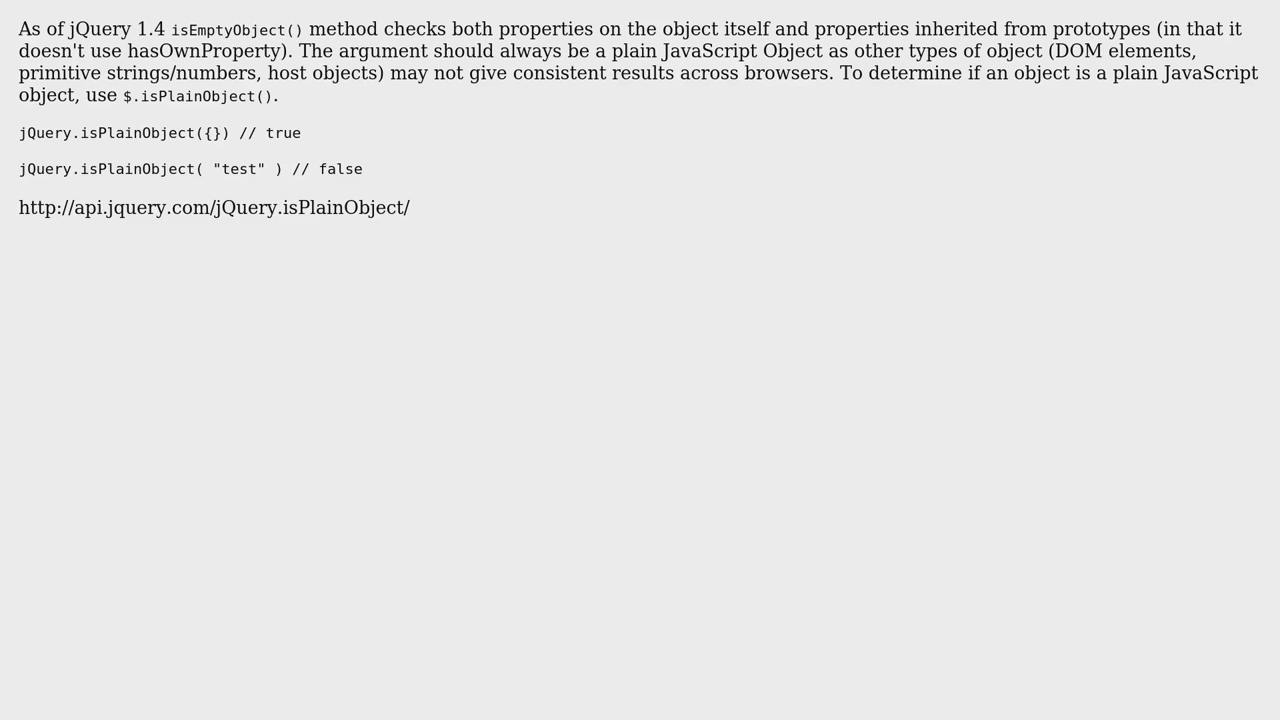 As of jQuery 1.4 isEmptyObject() method checks both properties on the object itself and properties inherited from prototypes (in that it
doesn't use hasOwnProperty). The argument should always be a plain JavaScript Object as other types of object (DOM elements,
primitive strings/numbers, host objects) may not give consistent results across browsers. To determine if an object is a plain JavaScript
object, use $.isPlainObject().
jQuery.isPlainObject({}) // true
jQuery.isPlainObject( "test" ) // false
http://api.jquery.com/jQuery.isPlainObject/